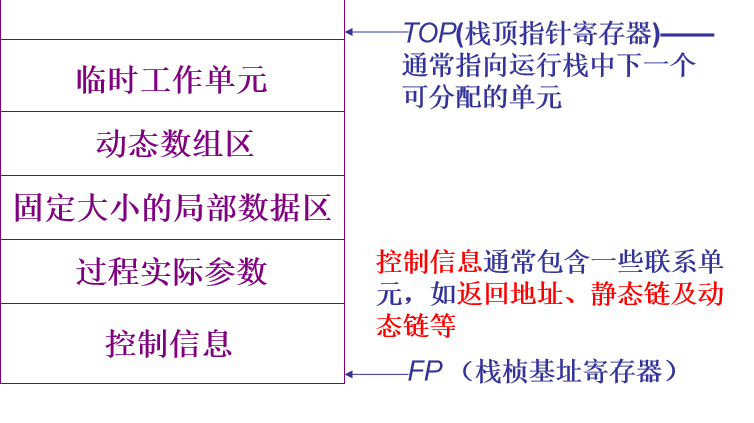 TOP(栈顶指针寄存器)——
通常指向运行栈中下一个
可分配的单元
临时工作单元
动态数组区
固定大小的局部数据区
过程实际参数
控制信息
控制信息通常包含一些联系单
元，如返回地址、静态链及动
态链等
FP （栈桢基址寄存器）